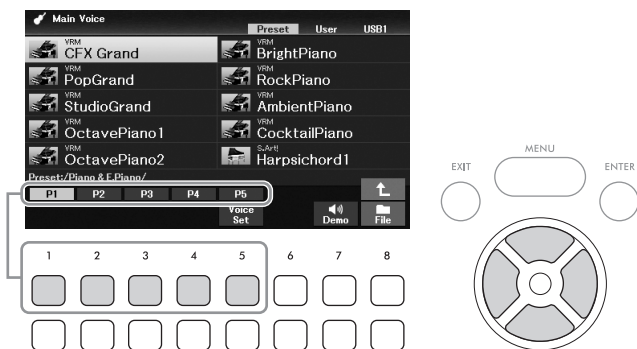 Main Voice
Preset User USB1
VRM
CFX Grand
VRM
BrightPiano
VRM
PopGrand
VRM
RockPiano
VRM
StudioGrand
VRM
AmbientPiano
VRM
OctavePiano1
VRM
CocktailPiano
VRM
OctavePiano2
S.Art!
Harpsichord1
Preset:/Piano & E.Piano/
P1 P2 P3 P4 P5
Voice Set
Demo
File
1 2 3 4 5 6 7 8
MENU
EXIT
ENTER